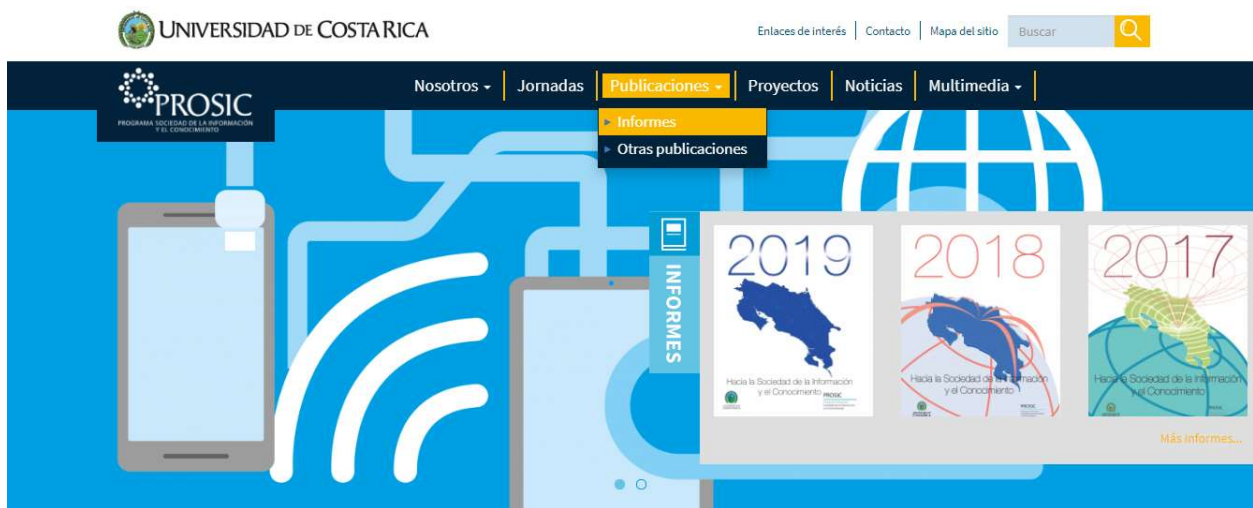 UNIVERSIDAD DE COSTA RICA
Enlaces de interés
Contacto
Mapa del sitio
Buscar
PROSIC
PROGRAMA SOCIEDAD DE LA INFORMACIÓN
Y EL CONOCIMIENTO
Nosotros
Jornadas
Publicaciones
Proyectos
Noticias
Multimedia
Informes
Otras publicaciones
INFORMES
2019
Hacia la Sociedad de la Información
y el Conocimiento
PROSIC
2018
Hacia la Sociedad de la Información
y el Conocimiento
PROSIC
2017
Hacia la Sociedad de la Información
y el Conocimiento
PROSIC
Más informes...